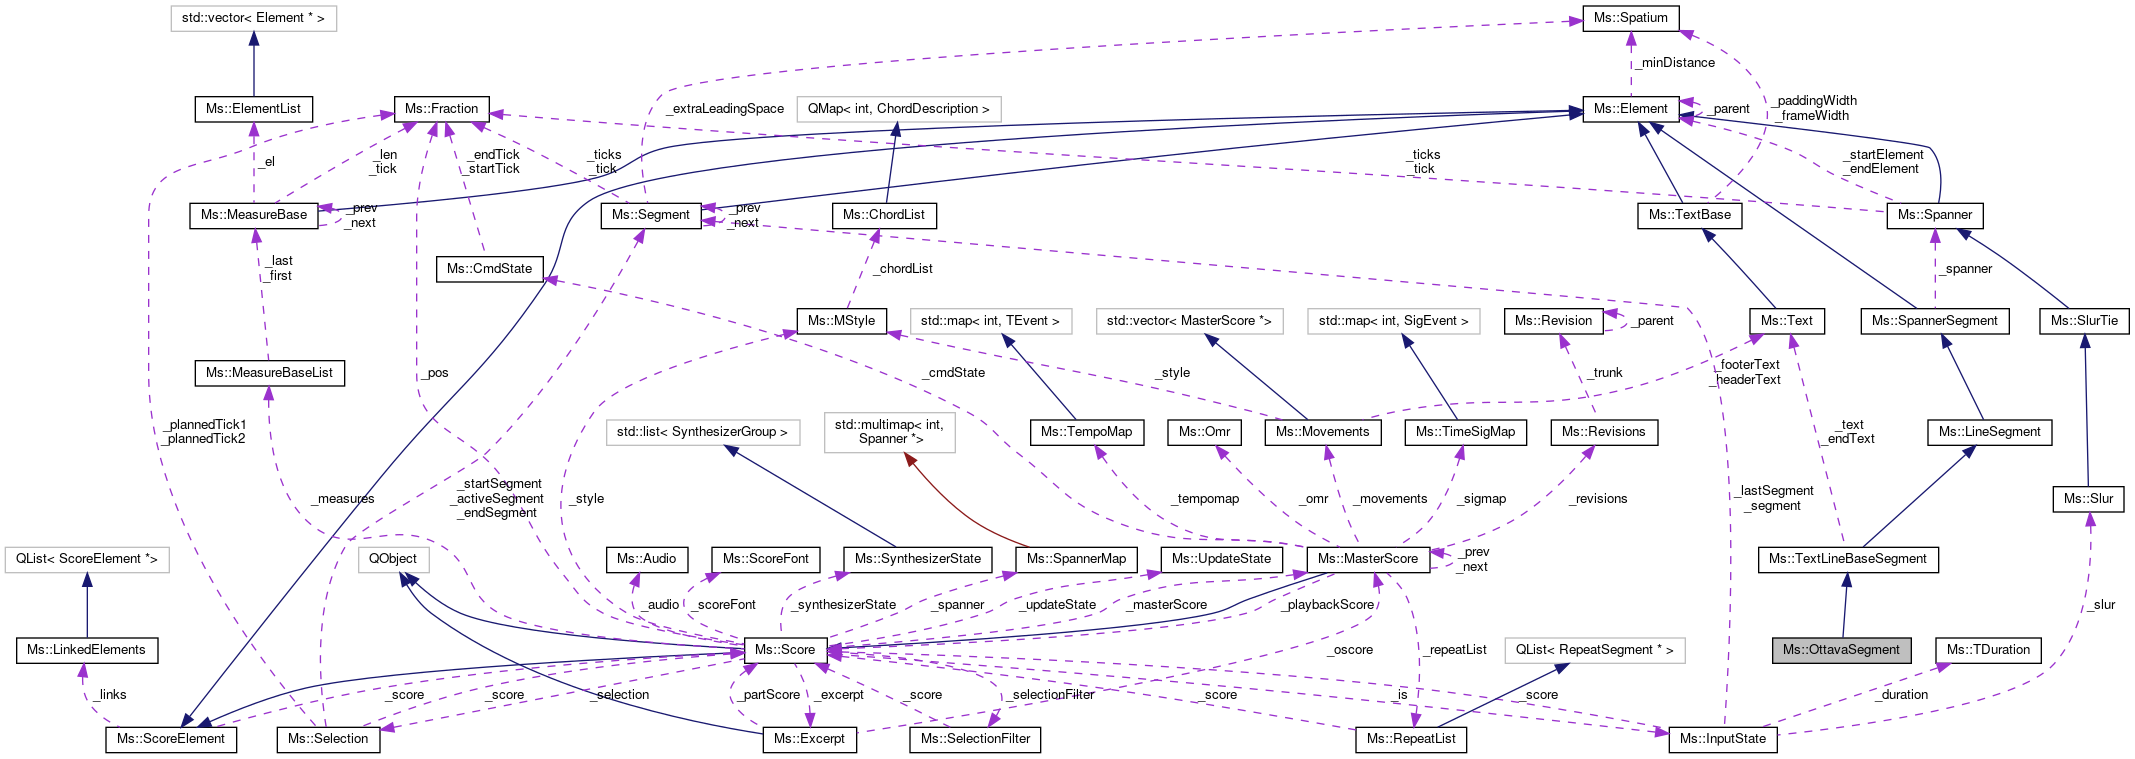 std::vector< Element * >
Ms::Spatium
_minDistance
Ms::ElementList
Ms::Fraction
_extraLeadingSpace
QMap< int, ChordDescription >
Ms::Element
_parent
_paddingWidth
_frameWidth
_el
_len
_tick
_endTick
_startTick
_ticks
_tick
_ticks
_tick
_startElement
_endElement
Ms::MeasureBase
_prev
_next
Ms::Segment
_prev
_next
Ms::ChordList
Ms::TextBase
Ms::Spanner
_last
_first
Ms::CmdState
_chordList
_spanner
Ms::MStyle
std::map< int, TEvent >
std::vector< MasterScore *>
std::map< int, SigEvent >
Ms::Revision
_parent
Ms::Text
Ms::SpannerSegment
Ms::SlurTie
Ms::MeasureBaseList
_pos
_cmdState
_style
_trunk
_footerText
_headerText
_plannedTick1
_plannedTick2
std::list< SynthesizerGroup >
std::multimap< int,
Spanner *>
Ms::TempoMap
Ms::Omr
Ms::Movements
Ms::TimeSigMap
Ms::Revisions
_text
_endText
Ms::LineSegment
_measures
_startSegment
_activeSegment
_endSegment
_style
_tempomap
_omr
_movements
_sigmap
_revisions
_lastSegment
_segment
Ms::Slur
QList< ScoreElement *>
QObject
Ms::Audio
Ms::ScoreFont
Ms::SynthesizerState
Ms::SpannerMap
Ms::UpdateState
Ms::MasterScore
_prev
_next
Ms::TextLineBaseSegment
_audio
_scoreFont
_synthesizerState
_spanner
_updateState
_masterScore
_playbackScore
_slur
Ms::LinkedElements
Ms::Score
_oscore
_repeatList
QList< RepeatSegment * >
Ms::OttavaSegment
Ms::TDuration
_links
_score
_score
_selection
_partScore
_excerpt
_score
_selectionFilter
_score
_is
_score
_duration
Ms::ScoreElement
Ms::Selection
Ms::Excerpt
Ms::SelectionFilter
Ms::RepeatList
Ms::InputState